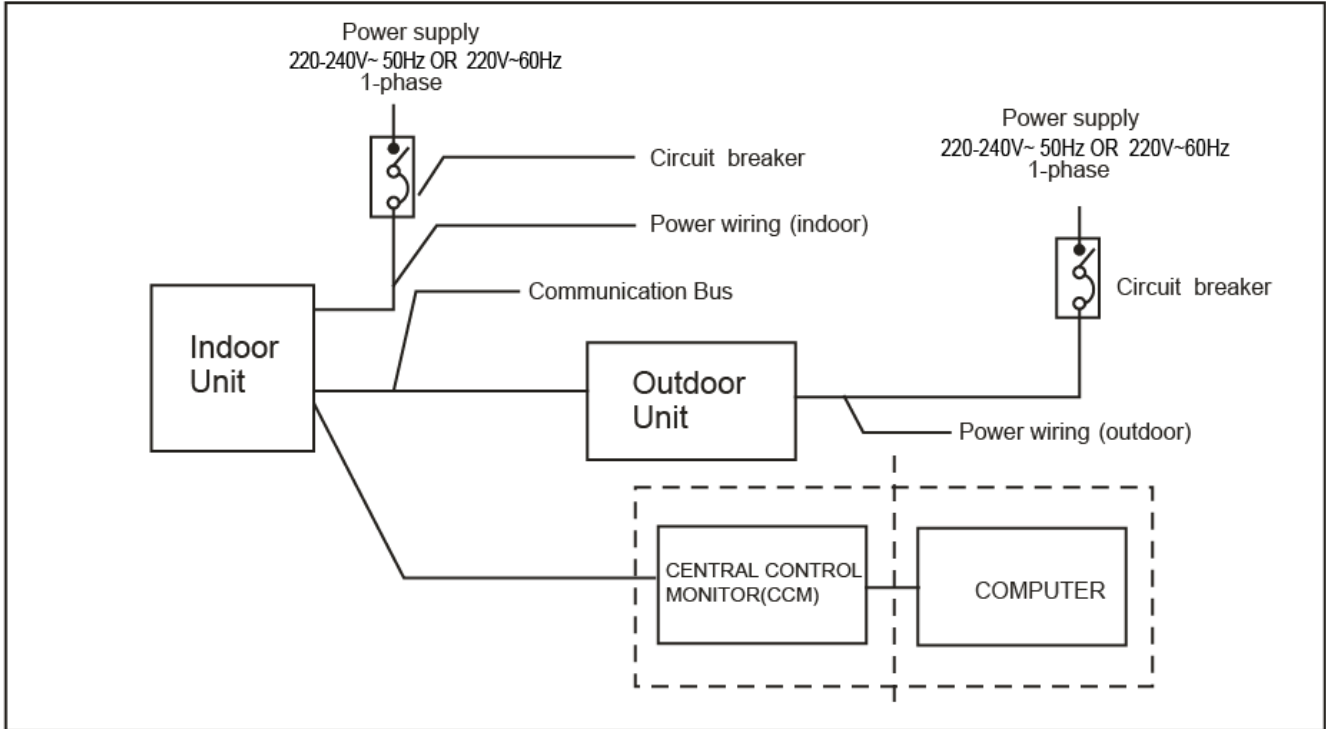 Power supply
220-240V~ 50Hz OR 220V~60Hz
1-phase
Circuit breaker
Power wiring (indoor)
Communication Bus
Indoor
Unit
Outdoor
Unit
Power supply
220-240V~ 50Hz OR 220V~60Hz
1-phase
Circuit breaker
Power wiring (outdoor)
CENTRAL CONTROL
MONITOR(CCM)
COMPUTER